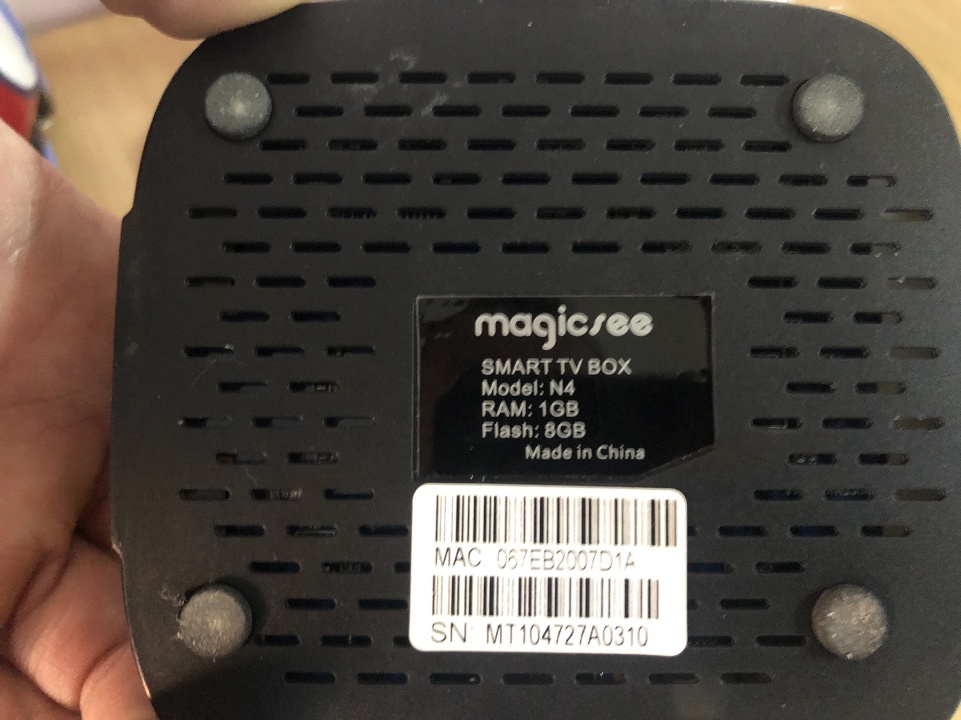 magicsee
SMART TV BOX
Model: N4
RAM: 1GB
Flash: 8GB
Made in China
MAC 067EB2007D1A
SN: MT104727A0310